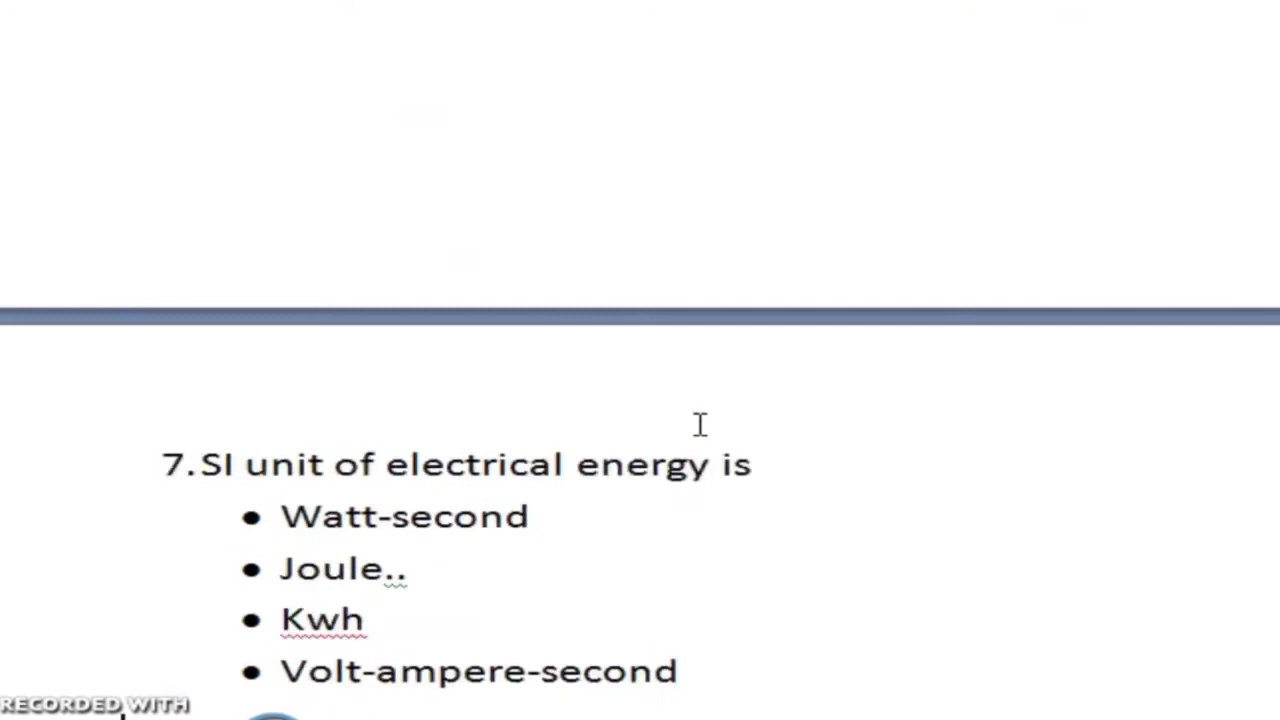 7. SI unit of electrical energy is
● Watt-second
● Joule..
● Kwh
● Volt-ampere-second
RECORDED WITH